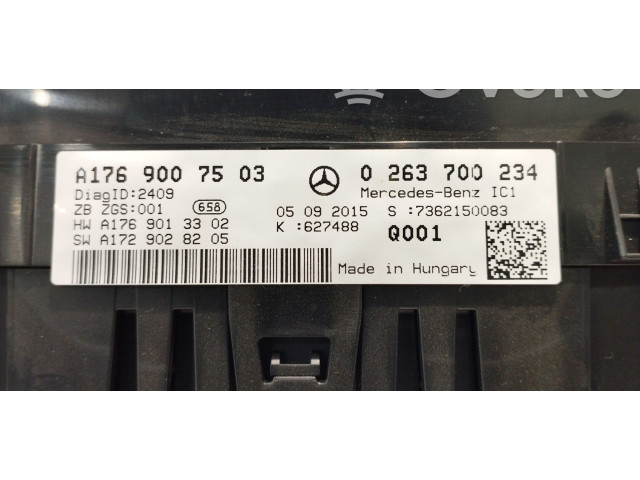 A176 900 75 03
0 263 700 234
DiagID:2409
Mercedes-Benz IC1
ZB ZGS:001
658
05 09 2015
S :7362150083
HW A176 901 33 02
K :627488
Q001
SW A172 902 82 05
Made in Hungary